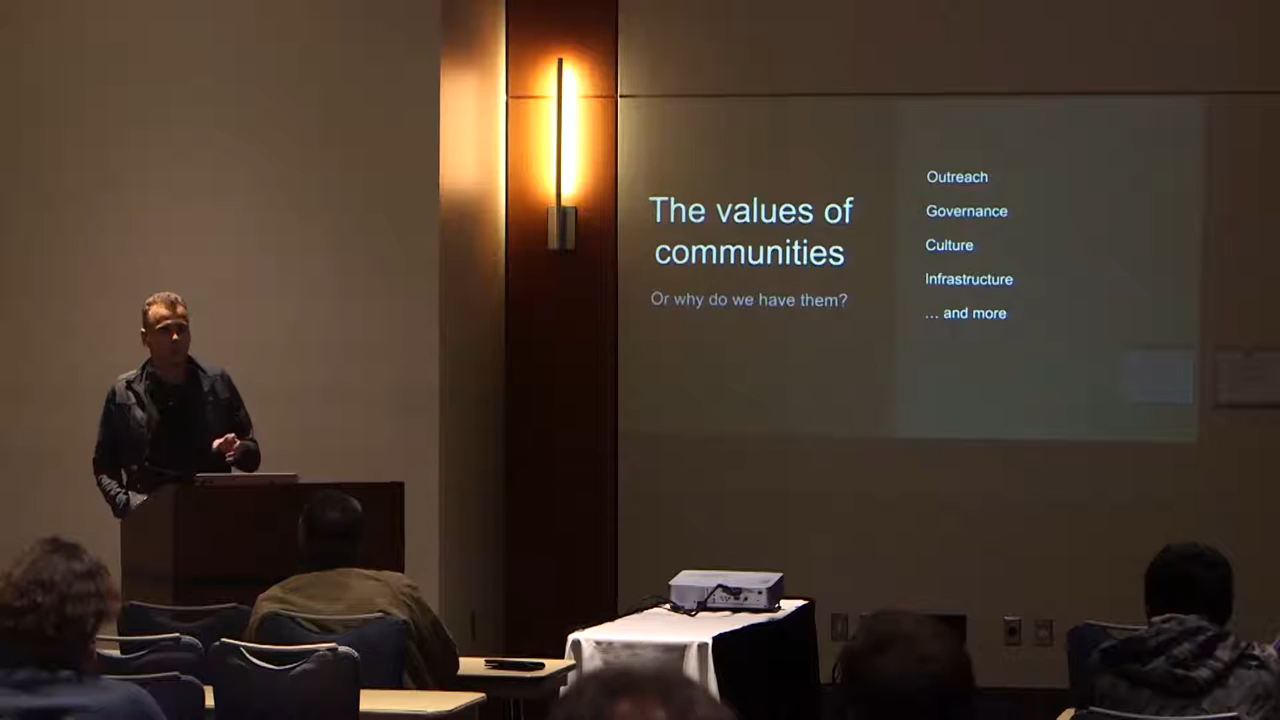 The values of
communities
Or why do we have them?
Outreach
Governance
Culture
Infrastructure
… and more